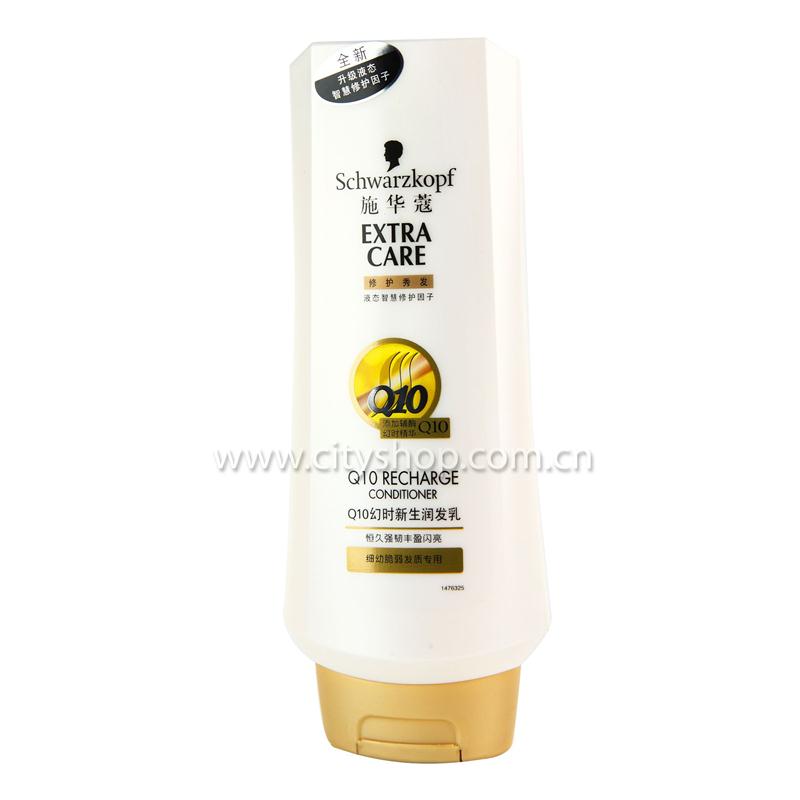 全新
升级液态
智慧修护因子
Schwarzkopf
施华蔻
EXTRA
CARE
修护秀发
液态智慧修护因子
Q10
添加辅酶
幻时精华Q10
www.cityshop.com.cn
Q10 RECHARGE
CONDITIONER
Q10幻时新生润发乳
恒久强韧丰盈闪亮
细幼脆弱发质专用
1476325